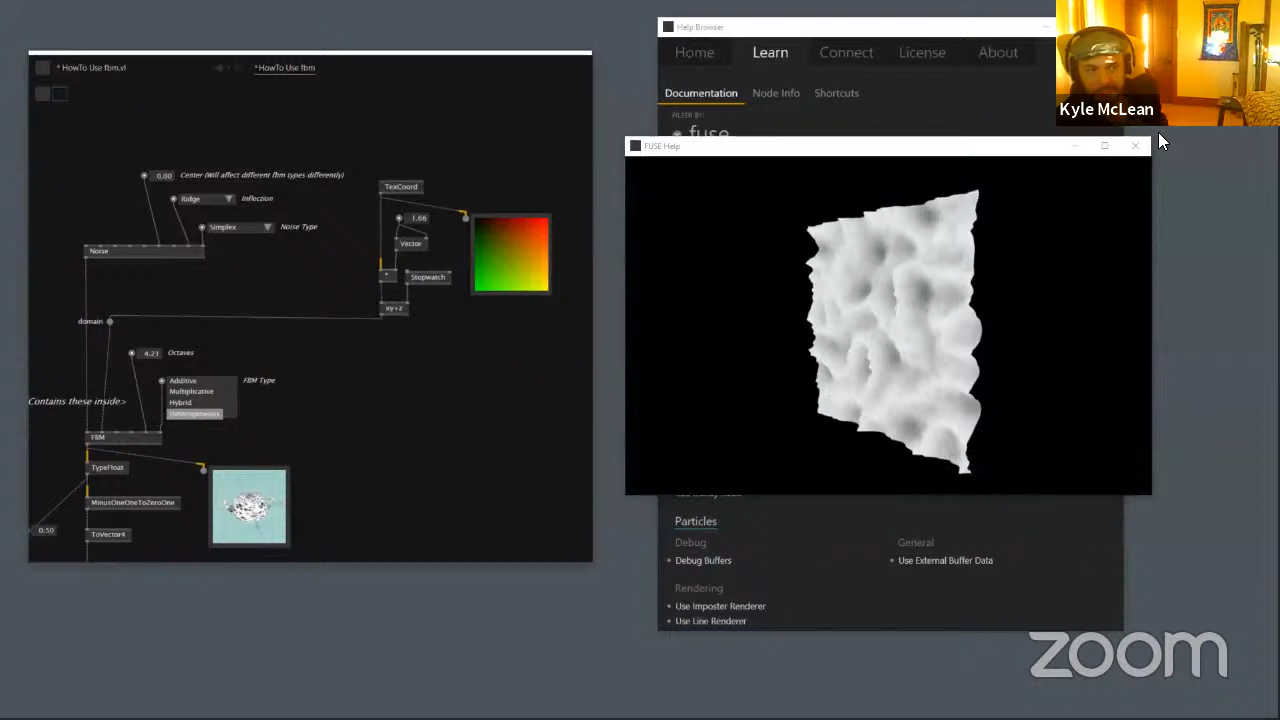 * HowTo Use fbm.vl
*HowTo Use fbm
0.00 Center (Will affect different fbm types differently)
Ridge Inflection
Simplex Noise Type
Noise
TexCoord
1.66
Vector
*
Stopwatch
xy+z
domain
4.21 Octaves
Additive
Multiplicative
Hybrid
Heterogeneous
FBM Type
Contains these inside>
FBM
TypeFloat
MinusOneOneToZeroOne
0.50
ToVector4
Help Browser
Home Learn Connect License About
Documentation Node Info Shortcuts
FILTER BY:
fuse
FUSE Help
Particles
Debug
Debug Buffers
General
Use External Buffer Data
Rendering
Use Imposter Renderer
Use Line Renderer
Kyle McLean
zoom